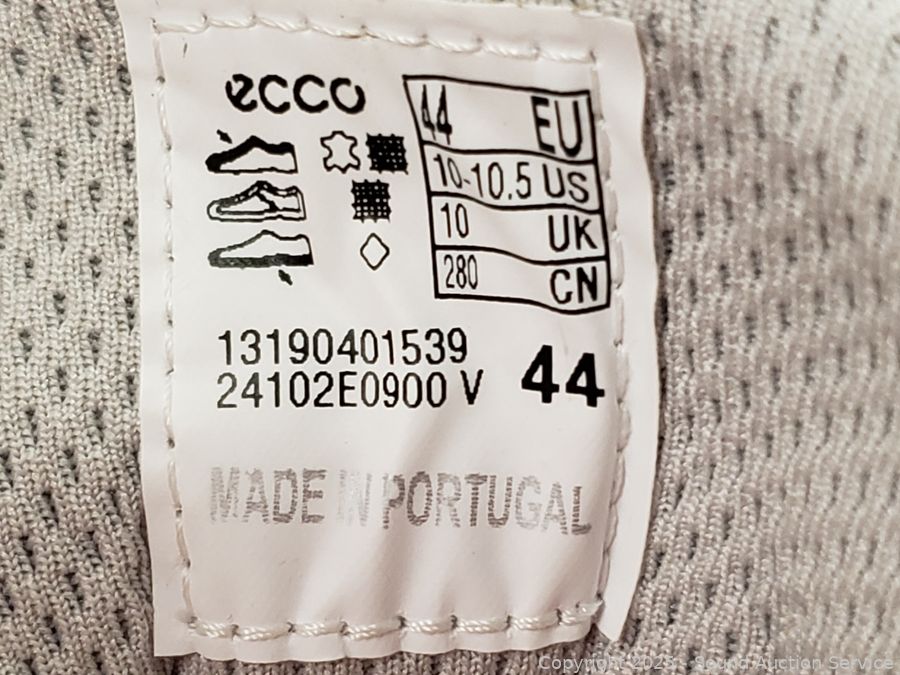 ecco
44 EU
10-10.5 US
10 UK
280 CN
13190401539
24102E0900 V 44
MADE IN PORTUGAL
Copyright 2023 - Sound Auction Service